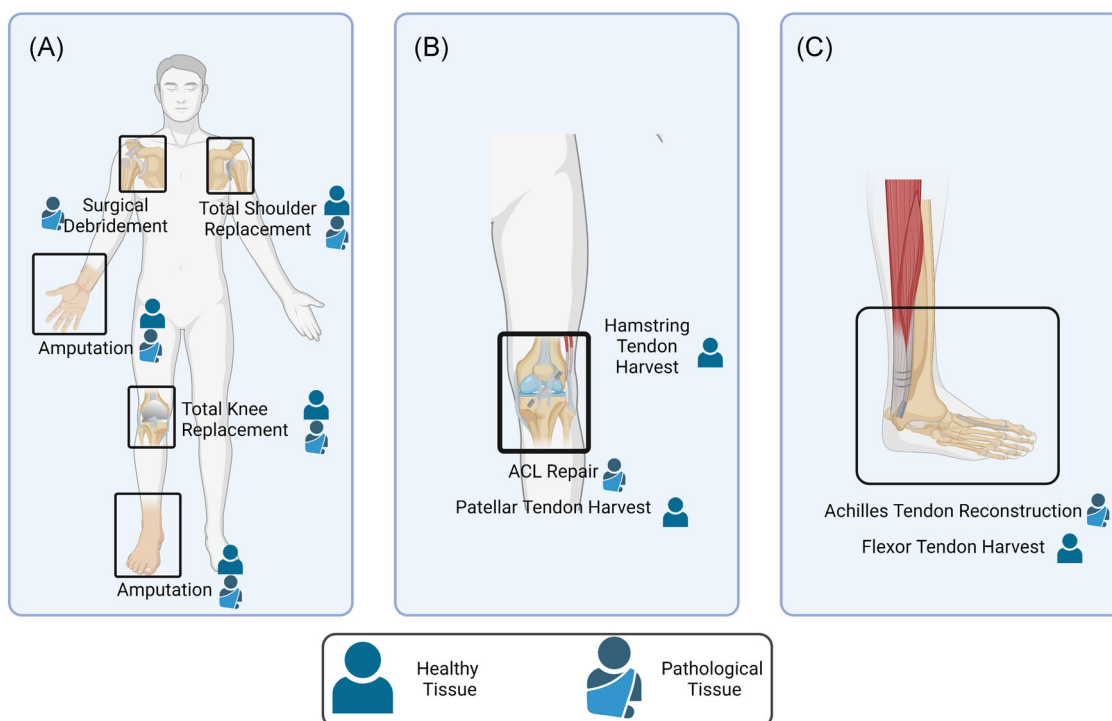 (A)
Surgical
Debridement
Total Shoulder
Replacement
Amputation
Total Knee
Replacement
Amputation
(B)
Hamstring
Tendon
Harvest
ACL Repair
Patellar Tendon Harvest
(C)
Achilles Tendon Reconstruction
Flexor Tendon Harvest
Healthy
Tissue
Pathological
Tissue